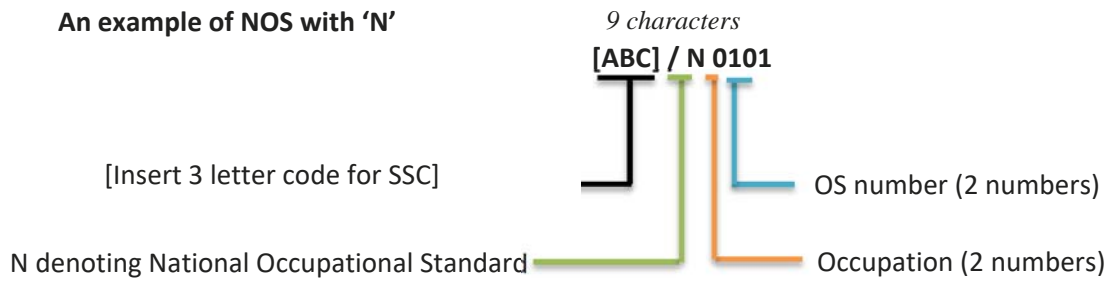 An example of NOS with ‘N’
9 characters
[ABC] / N 0101
[Insert 3 letter code for SSC]
OS number (2 numbers)
N denoting National Occupational Standard
Occupation (2 numbers)